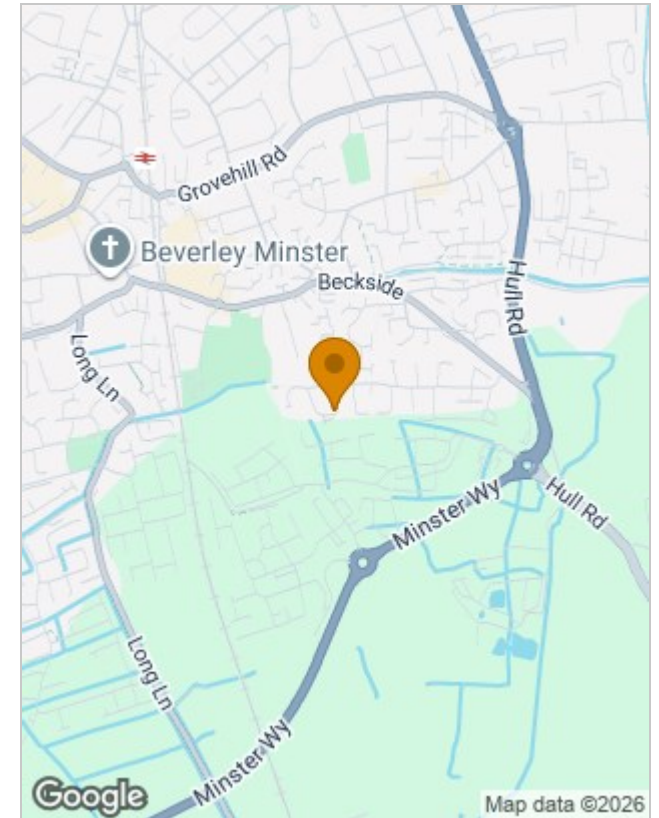 Grovehill Rd
Beverley Minster
Beckside
Hull Rd
Long Ln
Minster Wy
Hull Rd
Long Ln
Minster Wy
Google
Map data ©2026